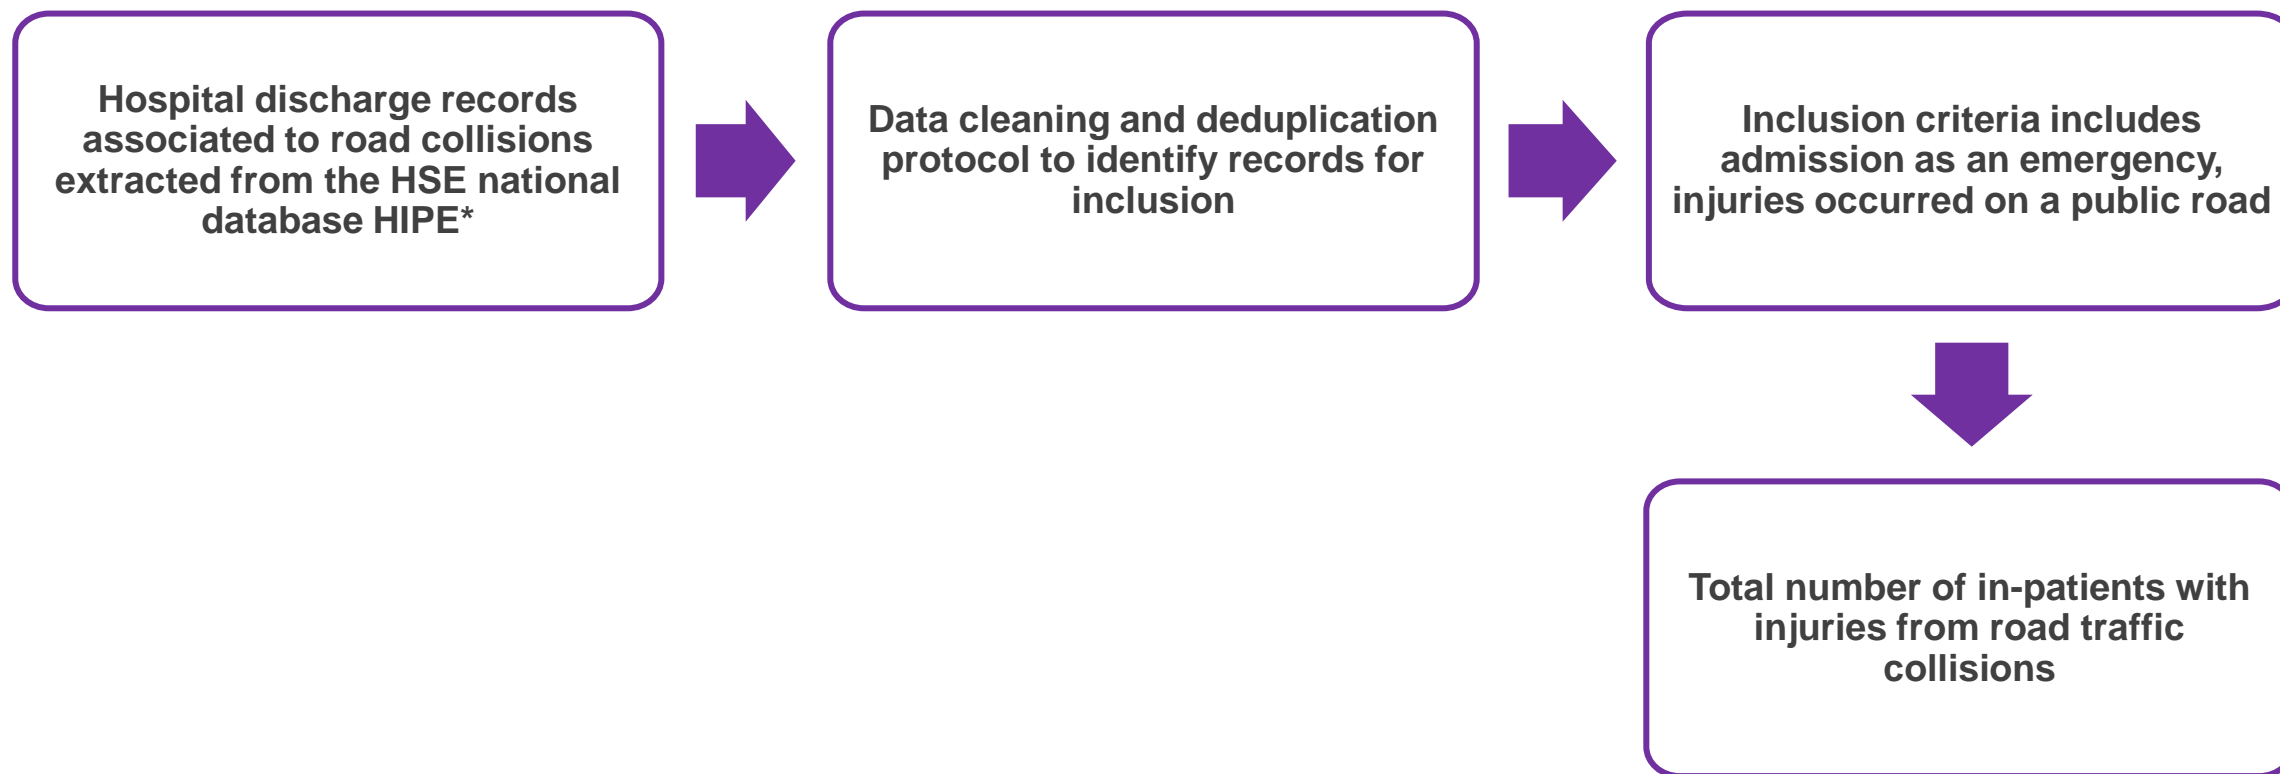 Hospital discharge records
associated to road collisions
extracted from the HSE national
database HIPE*
Data cleaning and deduplication
protocol to identify records for
inclusion
Inclusion criteria includes
admission as an emergency,
injuries occurred on a public road
Total number of in-patients with
injuries from road traffic
collisions